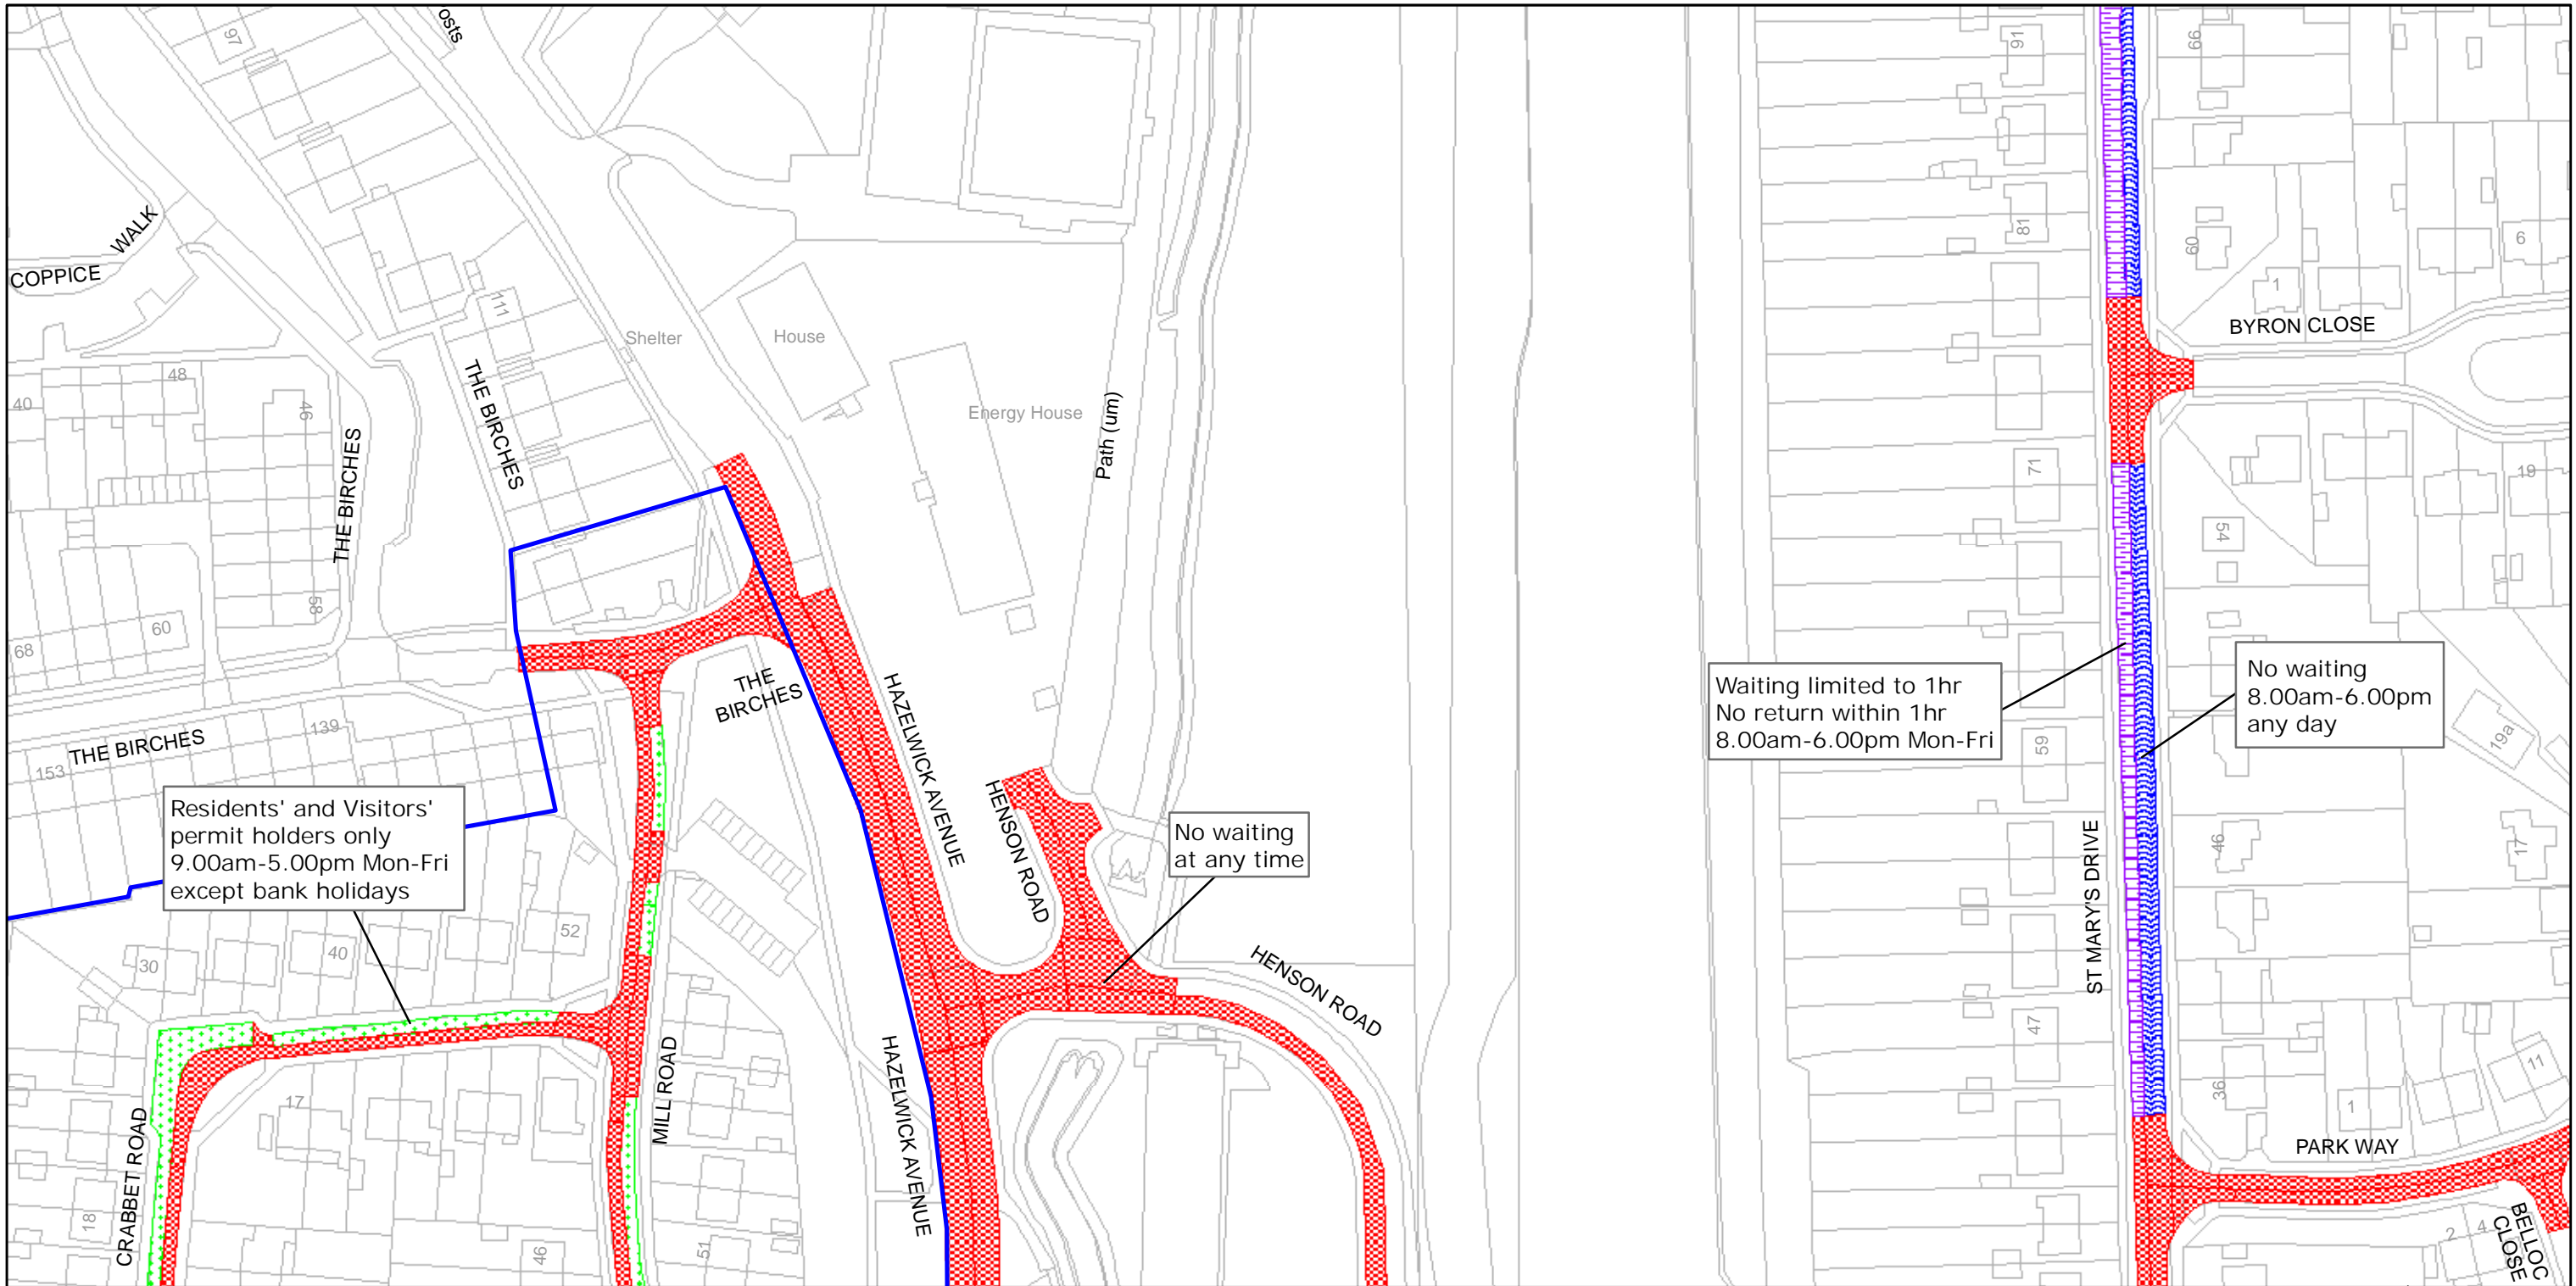 osts
97
66
91
WALK
COPPICE
81
60
6
1
111
Shelter
House
BYRON CLOSE
48
40
46
THE BIRCHES
Energy House
Path (um)
THE BIRCHES
71
19
54
58
60
68
THE
BIRCHES
HAZELWICK AVENUE
Waiting limited to 1hr
No return within 1hr
8.00am-6.00pm Mon-Fri
No waiting
8.00am-6.00pm
any day
139
THE BIRCHES
153
59
19a
Residents' and Visitors'
permit holders only
9.00am-5.00pm Mon-Fri
except bank holidays
HENSON ROAD
No waiting
at any time
ST MARY'S DRIVE
46
17
52
40
30
HENSON ROAD
47
HAZELWICK AVENUE
MILL ROAD
17
CRABBET ROAD
36
1
11
PARK WAY
18
46
51
2
4
BELLOC
CLOSE